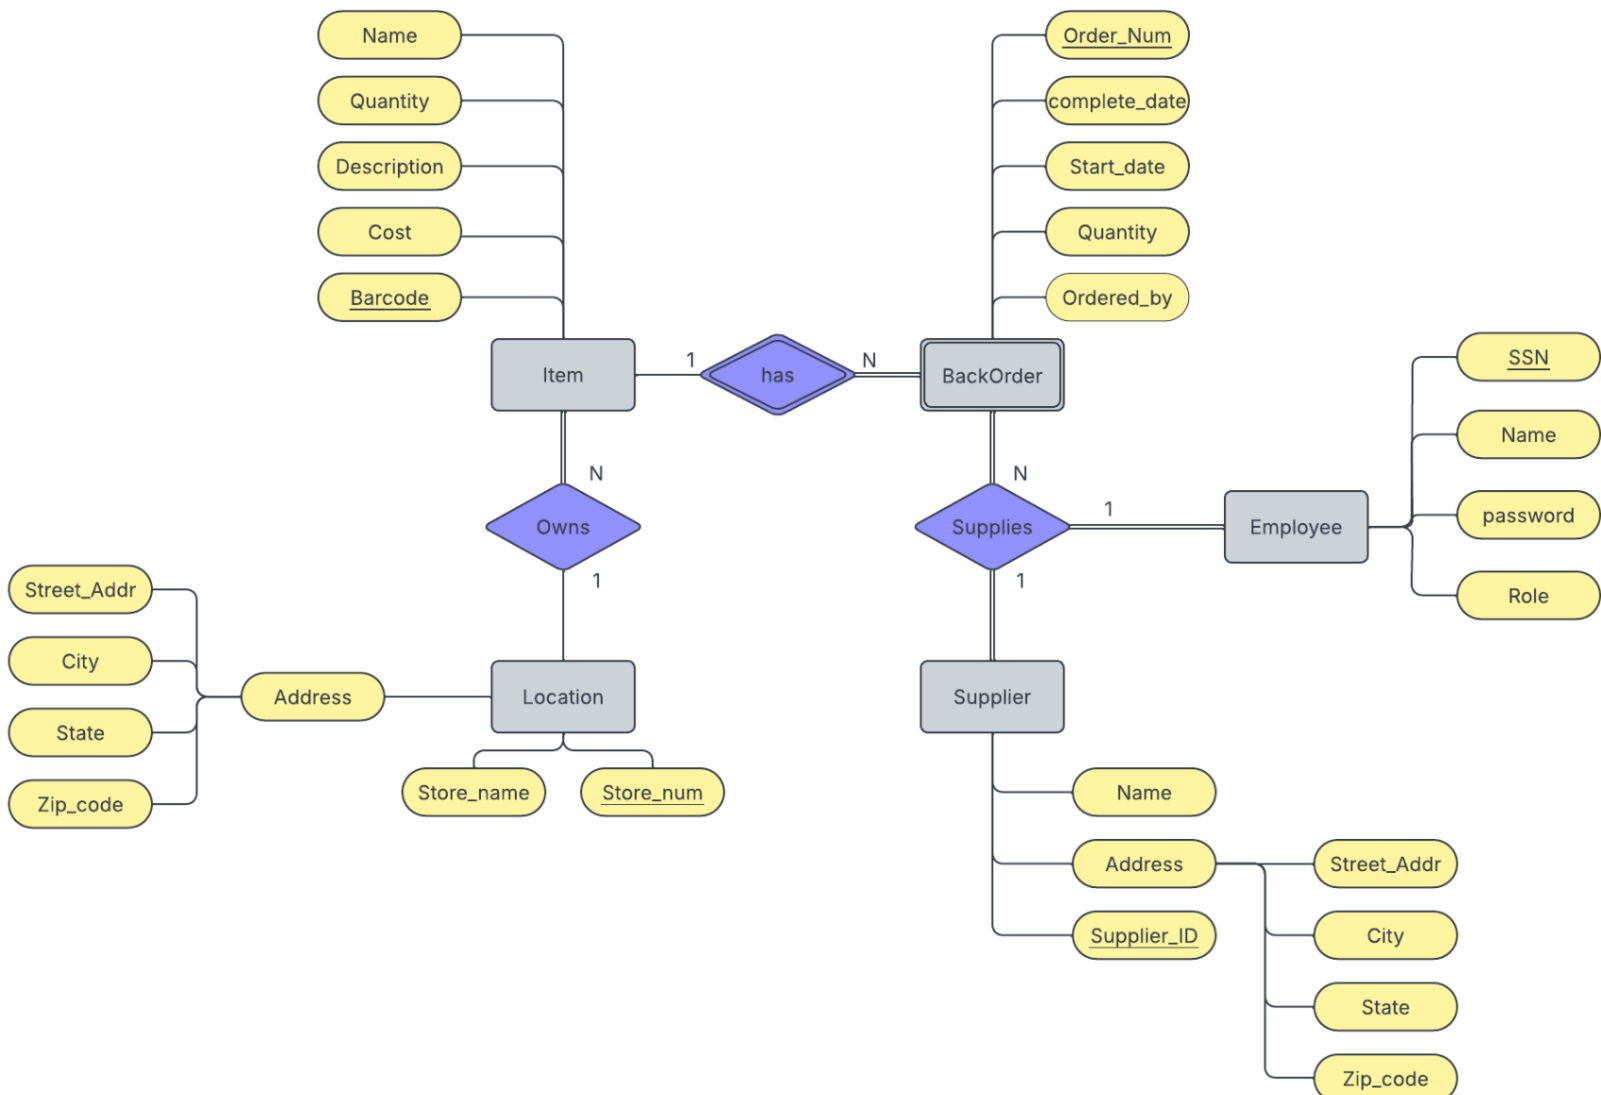 Name
Quantity
Description
Cost
Barcode
Order_Num
complete_date
Start_date
Quantity
Ordered_by
Item
1
has
N
BackOrder
SSN
Name
password
Role
N
Owns
1
N
Supplies
1
1
Employee
Street_Addr
City
State
Zip_code
Address
Location
Store_name
Store_num
Supplier
Name
Address
Supplier_ID
Street_Addr
City
State
Zip_code